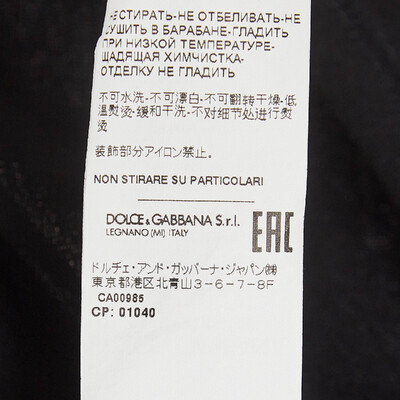 НЕ СТИРАТЬ-НЕ ОТБЕЛИВАТЬ-НЕ
СУШИТЬ В БАРАБАНЕ-ГЛАДИТЬ
ПРИ НИЗКОЙ ТЕМПЕРАТУРЕ-
ЩАДЯЩАЯ ХИМЧИСТКА-
ОТДЕЛКУ НЕ ГЛАДИТЬ
不可水洗-不可漂白-不可翻转干燥-低
温熨烫-缓和干洗-不对细节处进行熨
烫
装飾部分アイロン禁止。
NON STIRARE SU PARTICOLARI
DOLCE & GABBANA S.r.l.
LEGNANO (MI) ITALY
EAC
ドルチェ・アンド・ガッバーナ・ジャパン㈱
東京都港区北青山3-6-7-8F
CA00985
CP: 01040